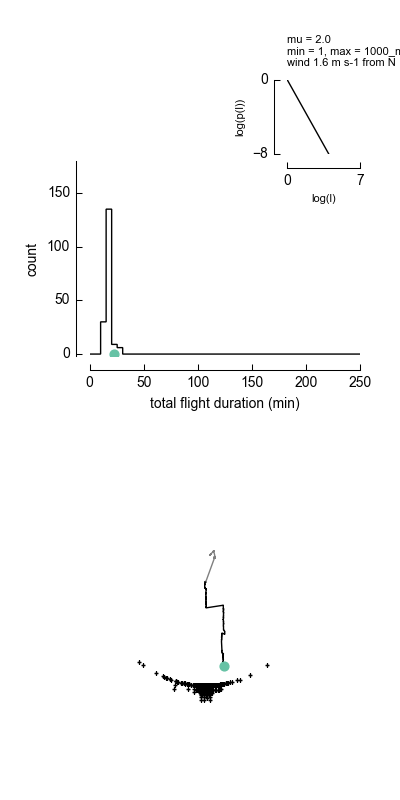 mu = 2.0
min = 1, max = 1000_m
wind 1.6 m s-1 from N
0
log(p(l))
−8
0
7
log(l)
150
100
50
0
count
0
50
100
150
200
250
total flight duration (min)